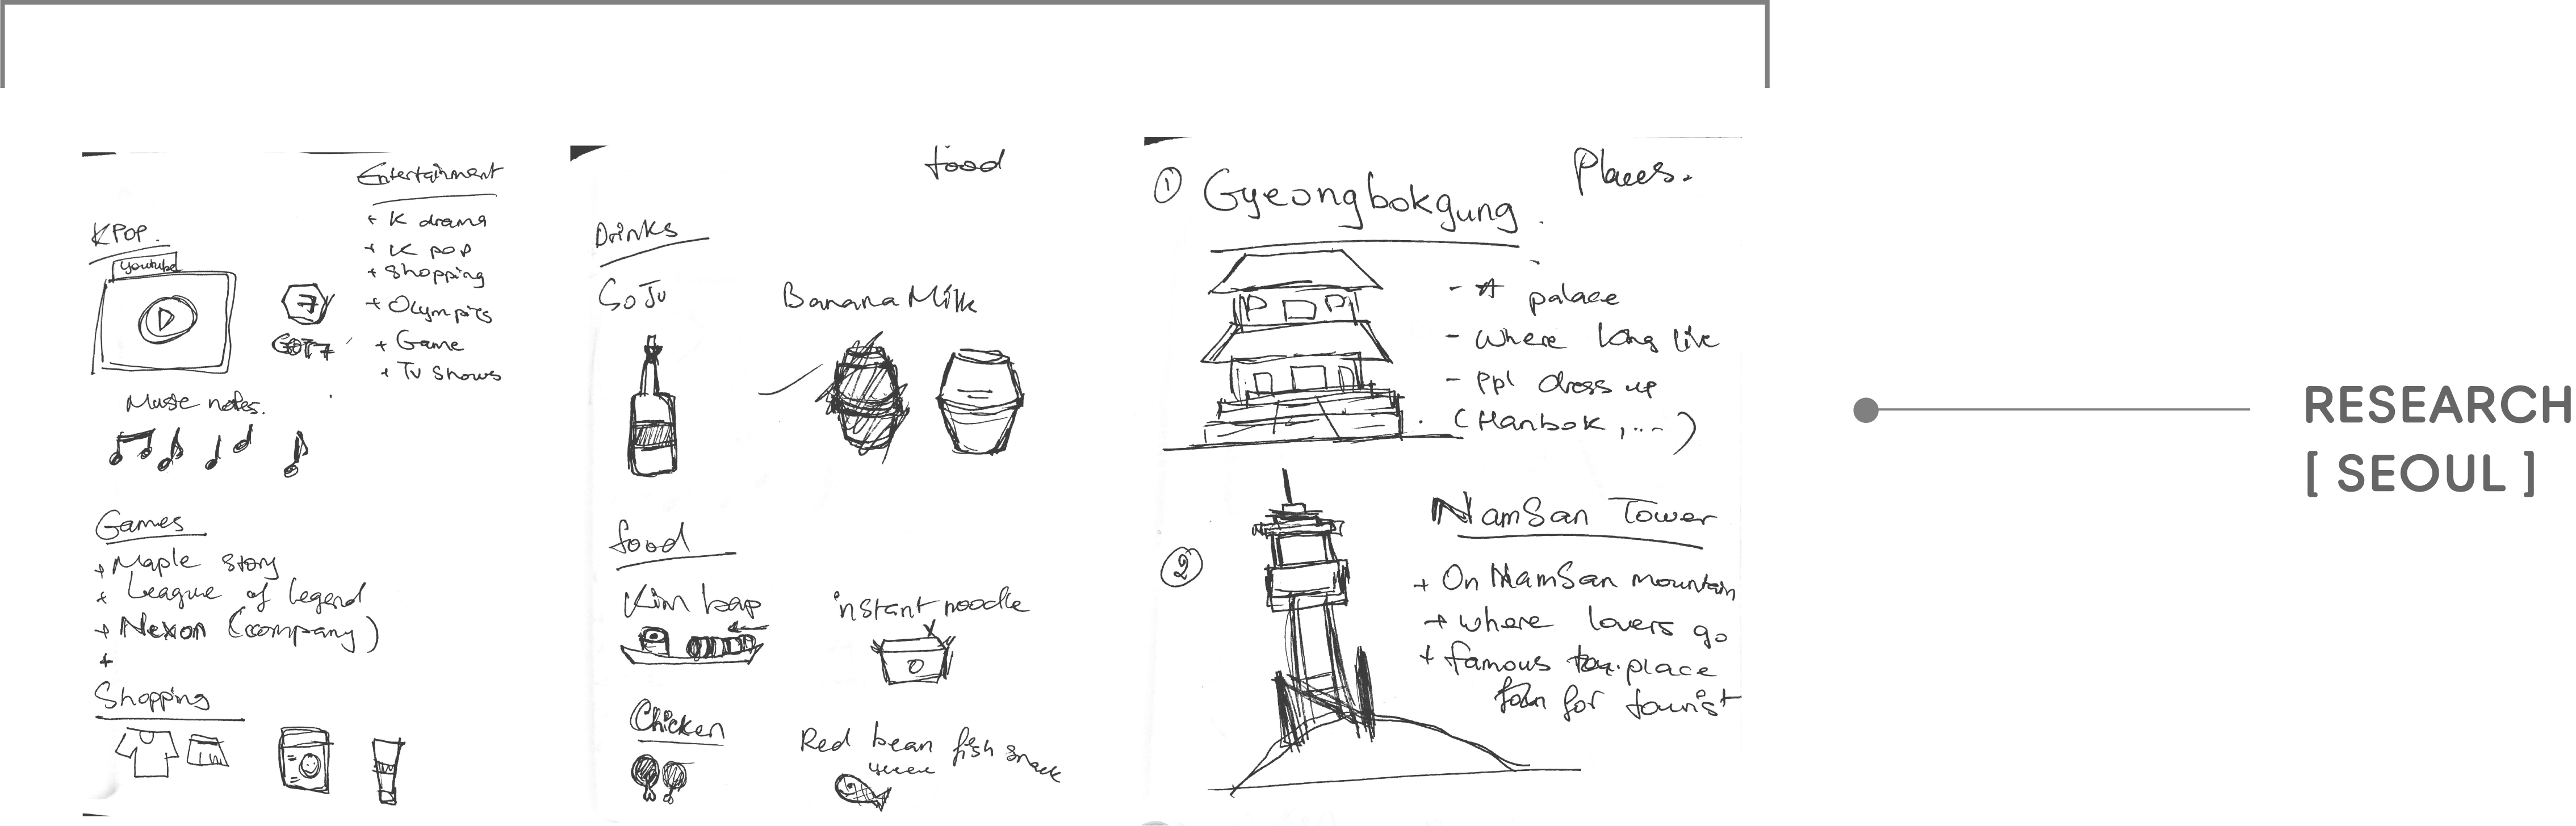 Entertainment
+ K drama
+ K pop
+ Shopping
+ Olympics
+ Game
+ Tv shows
KPOP.
Youtube
7
GOT7
Music notes.
Games
+ Maple story
+ League of legend
+ Nexon (company)
+
Shopping
food
Drinks
SoJu
Banana Milk
food
Kim bap
instant noodle
Chicken
Red bean fish snack
Places.
① Gyeongbokgung.
- palace
- Where king live
- ppl dress up
(Hanbok, ...)
②
NamSan Tower
+ On NamSan mountain
+ where lovers go
+ famous place
for tourist
RESEARCH
[ SEOUL ]